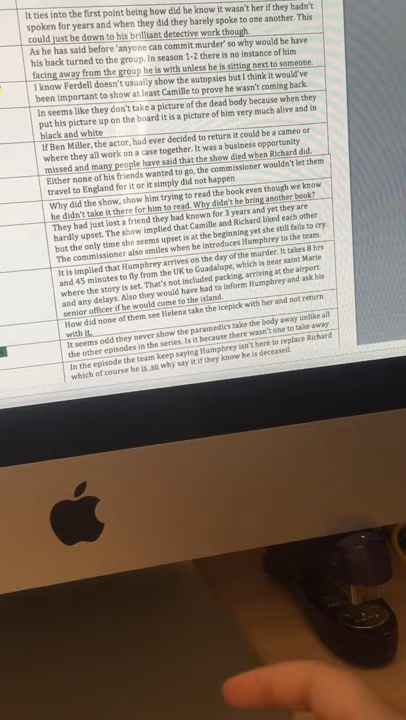 It ties into the first point being how did he know it wasn't her if they hadn't
spoken for years and when they did they barely spoke to one another. This
could just be down to his brilliant detective work though
As he has said before 'anyone can commit murder' so why would he have
his back turned to the group. In season 1-2 there is no instance of him
facing away from the group he is with unless he is sitting next to someone.
I know Ferdell doesn't usually show the autopsies but I think it would've
been important to show at least Camille to prove he wasn't coming back.
In seems like they don't take a picture of the dead body because when they
put his picture up on the board it is a picture of him very much alive and in
black and white
If Ben Miller, the actor, had ever decided to return it could be a cameo or
where they all work on a case together. It was a business opportunity
missed and many people have said that the show died when Richard did.
Either none of his friends wanted to go, the commissioner wouldn't let them
travel to England for it or it simply did not happen
Why did the show, show him trying to read the book even though we know
he didn't take it there for him to read. Why didn't he bring another book?
They had just lost a friend they had known for 3 years and yet they are
hardly upset. The show implied that Camille and Richard liked each other
but the only time she seems upset is at the beginning yet she still fails to cry.
The commissioner also smiles when he introduces Humphrey to the team.
It is implied that Humphrey arrives on the day of the murder. It takes 8 hrs
and 45 minutes to fly from the UK to Guadalupe, which is near saint Marie
where the story is set. That's not included packing, arriving at the airport
and any delays. Also they would have had to inform Humphrey and ask his
senior officer if he would come to the island.
How did none of them see Helena take the icepick with her and not return
with it.
It seems odd they never show the paramedics take the body away unlike all
the other episodes in the series. Is it because there wasn't one to take away
In the episode the team keep saying Humphrey isn't here to replace Richard
which of course he is, so why say it if they know he is deceased.